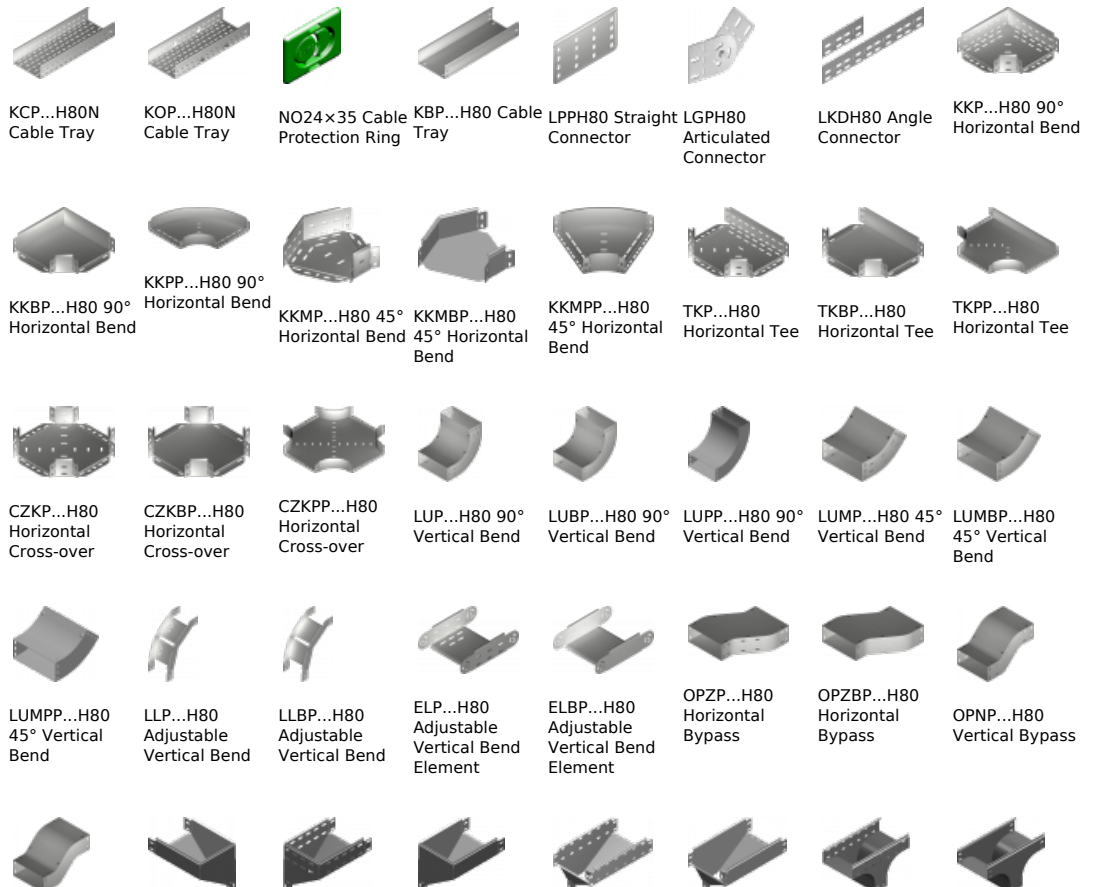 KCP...H80N
Cable Tray
KOP...H80N
Cable Tray
NO24×35 Cable
Protection Ring
KBP...H80 Cable
Tray
LPPH80 Straight
Connector
LGPH80
Articulated
Connector
LKDH80 Angle
Connector
KKP...H80 90°
Horizontal Bend
KKBP...H80 90°
Horizontal Bend
KKPP...H80 90°
Horizontal Bend
KKMP...H80 45°
Horizontal Bend
KKMBP...H80
45° Horizontal
Bend
KKMPP...H80
45° Horizontal
Bend
TKP...H80
Horizontal Tee
TKBP...H80
Horizontal Tee
TKPP...H80
Horizontal Tee
CZKP...H80
Horizontal
Cross-over
CZKBP...H80
Horizontal
Cross-over
CZKPP...H80
Horizontal
Cross-over
LUP...H80 90°
Vertical Bend
LUBP...H80 90°
Vertical Bend
LUPP...H80 90°
Vertical Bend
LUMP...H80 45°
Vertical Bend
LUMBP...H80
45° Vertical
Bend
LUMPP...H80
45° Vertical
Bend
LLP...H80
Adjustable
Vertical Bend
LLBP...H80
Adjustable
Vertical Bend
ELP...H80
Adjustable
Vertical Bend
Element
ELBP...H80
Adjustable
Vertical Bend
Element
OPZP...H80
Horizontal
Bypass
OPZBP...H80
Horizontal
Bypass
OPNP...H80
Vertical Bypass